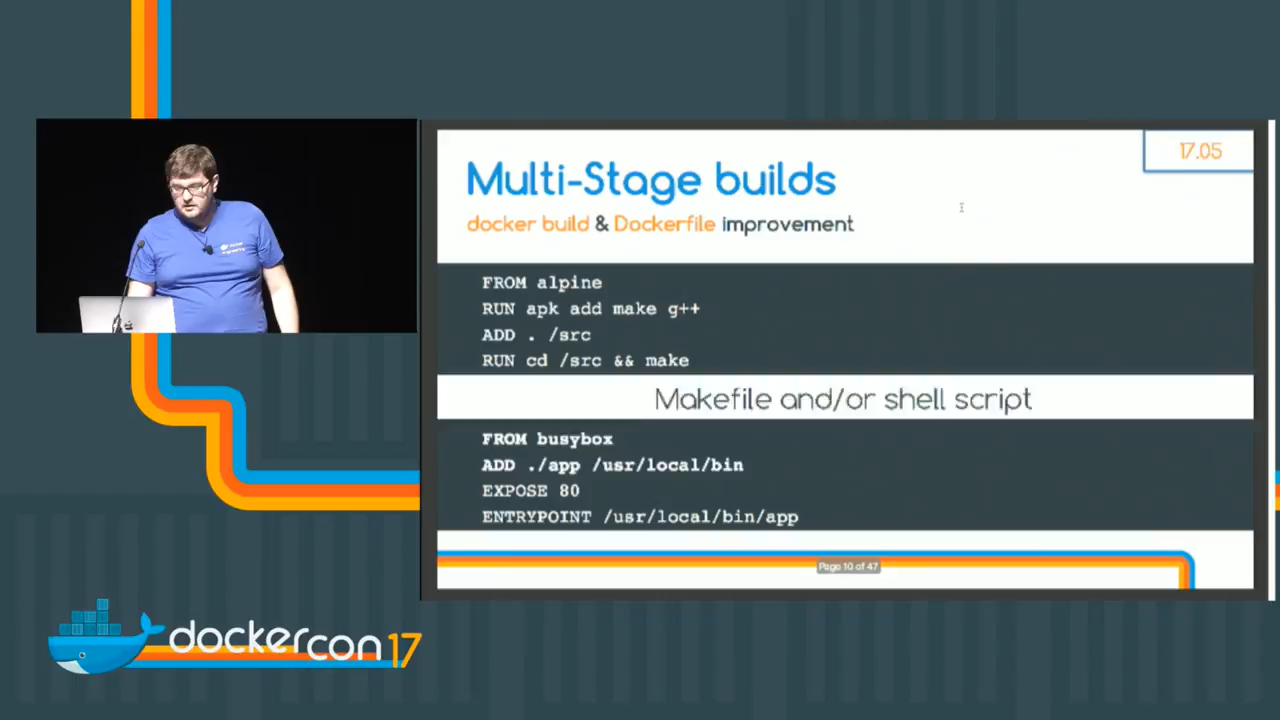 17.05
Multi-Stage builds
docker build & Dockerfile improvement
FROM alpine
RUN apk add make g++
ADD . /src
RUN cd /src && make
Makefile and/or shell script
FROM busybox
ADD ./app /usr/local/bin
EXPOSE 80
ENTRYPOINT /usr/local/bin/app
Page 10 of 47
dockercon 17